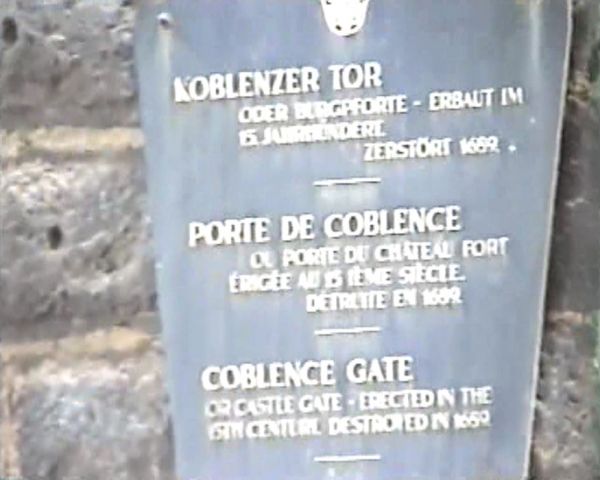 KOBLENZER TOR
ODER BURGPFORTE - ERBAUT IM
15. JAHRHUNDERT.
ZERSTÖRT 1689.
PORTE DE COBLENCE
OU PORTE DU CHÂTEAU FORT
ÉRIGÉE AU 15 IÈME SIÈCLE.
DÉTRUITE EN 1689.
COBLENCE GATE
OR CASTLE GATE - ERECTED IN THE
15TH CENTURY. DESTROYED IN 1689.